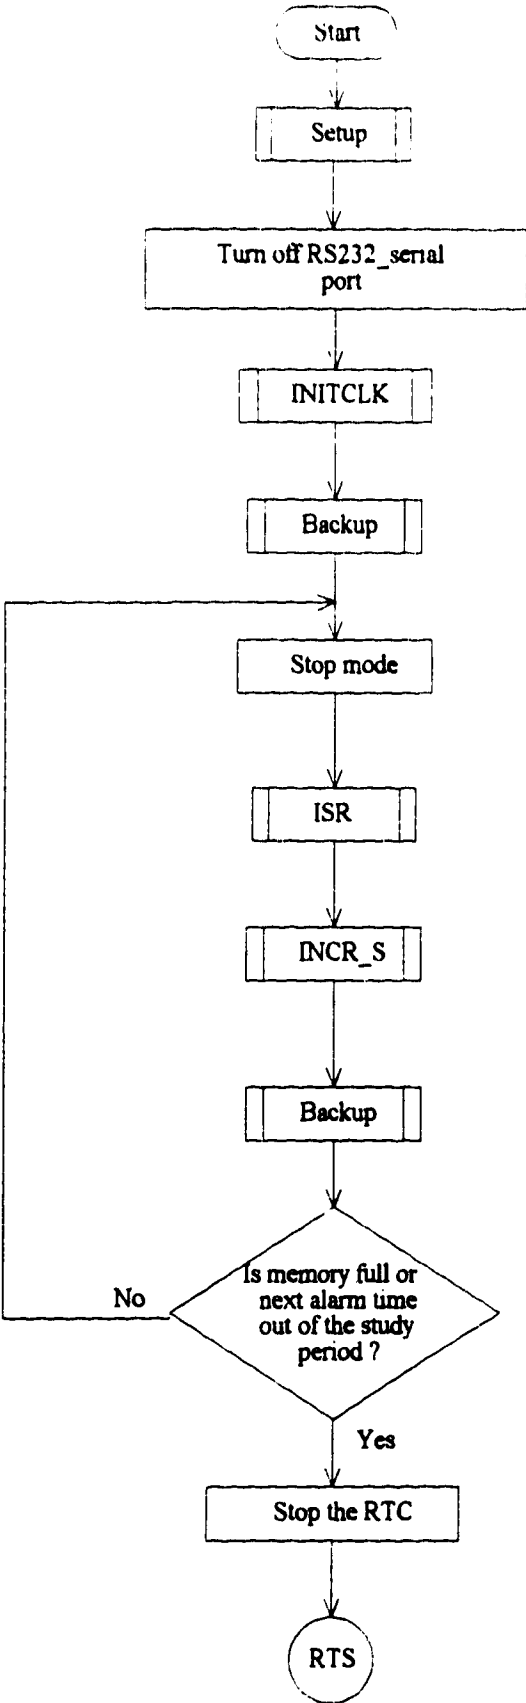 Start
Setup
Turn off RS232_serial
port
INITCLK
Backup
Stop mode
ISR
INCR_S
Backup
Is memory full or
next alarm time
out of the study
period ?
No
Yes
Stop the RTC
RTS